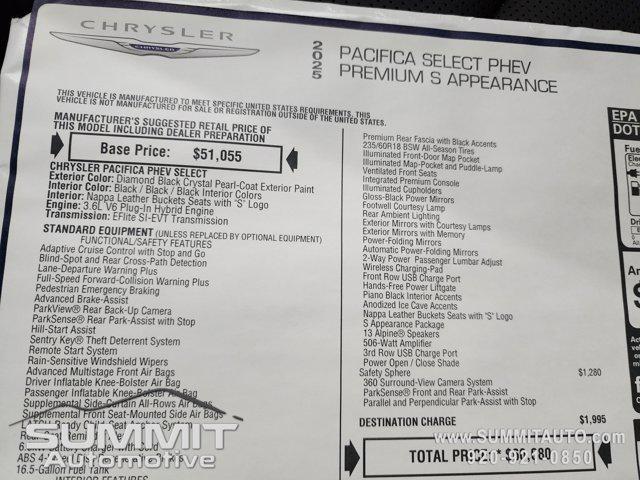 CHRYSLER
CHRYSLER
2025
PACIFICA SELECT PHEV
PREMIUM S APPEARANCE
THIS VEHICLE IS MANUFACTURED TO MEET SPECIFIC UNITED STATES REQUIREMENTS. THIS
VEHICLE IS NOT MANUFACTURED FOR SALE OR REGISTRATION OUTSIDE OF THE UNITED STATES.
MANUFACTURER'S SUGGESTED RETAIL PRICE OF
THIS MODEL INCLUDING DEALER PREPARATION
Base Price: $51,055
CHRYSLER PACIFICA PHEV SELECT
Exterior Color: Diamond Black Crystal Pearl-Coat Exterior Paint
Interior Color: Black / Black / Black Interior Colors
Interior: Nappa Leather Buckets Seats with "S" Logo
Engine: 3.6L V6 Plug-In Hybrid Engine
Transmission: EFlite SI-EVT Transmission
STANDARD EQUIPMENT (UNLESS REPLACED BY OPTIONAL EQUIPMENT)
FUNCTIONAL/SAFETY FEATURES
Adaptive Cruise Control with Stop and Go
Blind-Spot and Rear Cross-Path Detection
Lane-Departure Warning Plus
Full-Speed Forward-Collision Warning Plus
Pedestrian Emergency Braking
Advanced Brake-Assist
ParkView® Rear Back-Up Camera
ParkSense® Rear Park-Assist with Stop
Hill-Start Assist
Sentry Key® Theft Deterrent System
Remote Start System
Rain-Sensitive Windshield Wipers
Advanced Multistage Front Air Bags
Driver Inflatable Knee-Bolster Air Bag
Passenger Inflatable Knee-Bolster Air Bag
Supplemental Side-Curtain All-Rows Air Bags
Supplemental Front Seat-Mounted Side Air Bags
16.5-Gallon Fuel Tank
INTERIOR FEATURES
Premium Rear Fascia with Black Accents
235/60R18 BSW All-Season Tires
Illuminated Front-Door Map Pocket
Illuminated Map-Pocket and Puddle-Lamp
Ventilated Front Seats
Integrated Premium Console
Illuminated Cupholders
Gloss-Black Power Mirrors
Footwell Courtesy Lamp
Rear Ambient Lighting
Exterior Mirrors with Courtesy Lamps
Exterior Mirrors with Memory
Power-Folding Mirrors
Automatic Power-Folding Mirrors
2-Way Power Passenger Lumbar Adjust
Wireless Charging-Pad
Front Row USB Charge Port
Hands-Free Power Liftgate
Piano Black Interior Accents
Anodized Ice Cave Accents
Nappa Leather Buckets Seats with "S" Logo
S Appearance Package
13 Alpine® Speakers
506-Watt Amplifier
3rd Row USB Charge Port
Power Open / Close Shade
Safety Sphere $1,280
360 Surround-View Camera System
ParkSense® Front and Rear Park-Assist
Parallel and Perpendicular Park-Assist with Stop
DESTINATION CHARGE $1,995
TOTAL PRICE: *
EPA
DOT
SUMMIT
Automotive
WWW.SUMMITAUTO.COM
920-921-0850